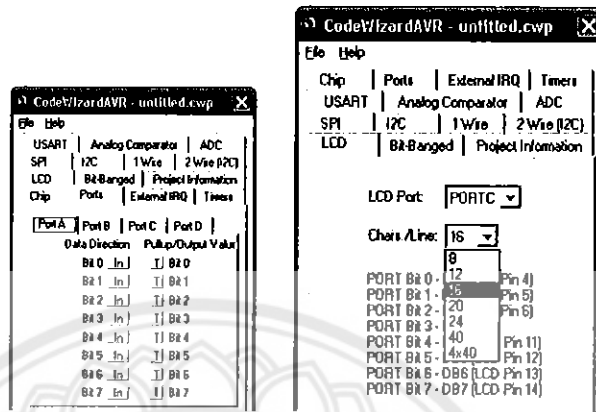 CodeWizardAVR - untitled.cwp
File Help
USART Analog Comparator ADC
SPI I2C 1 Wire 2 Wire (I2C)
LCD Bit-Banged Project Information
Chip Ports External IRQ Timers
Port A Port B Port C Port D
Data Direction Pullup/Output Value
Bit 0 In T Bit 0
Bit 1 In T Bit 1
Bit 2 In T Bit 2
Bit 3 In T Bit 3
Bit 4 In T Bit 4
Bit 5 In T Bit 5
Bit 6 In T Bit 6
Bit 7 In T Bit 7
CodeWizardAVR - untitled.cwp
File Help
Chip Ports External IRQ Timers
USART Analog Comparator ADC
SPI I2C 1 Wire 2 Wire (I2C)
LCD Bit-Banged Project Information
LCD Port: PORTC
Chars./Line: 16
8
12
16
20
24
40
4x40
PORT Bit 0 - Pin 4)
PORT Bit 1 - Pin 5)
PORT Bit 2 - Pin 6)
PORT Bit 3 -
PORT Bit 4 - Pin 11)
PORT Bit 5 - Pin 12)
PORT Bit 6 - DB6 (LCD Pin 13)
PORT Bit 7 - DB7 (LCD Pin 14)